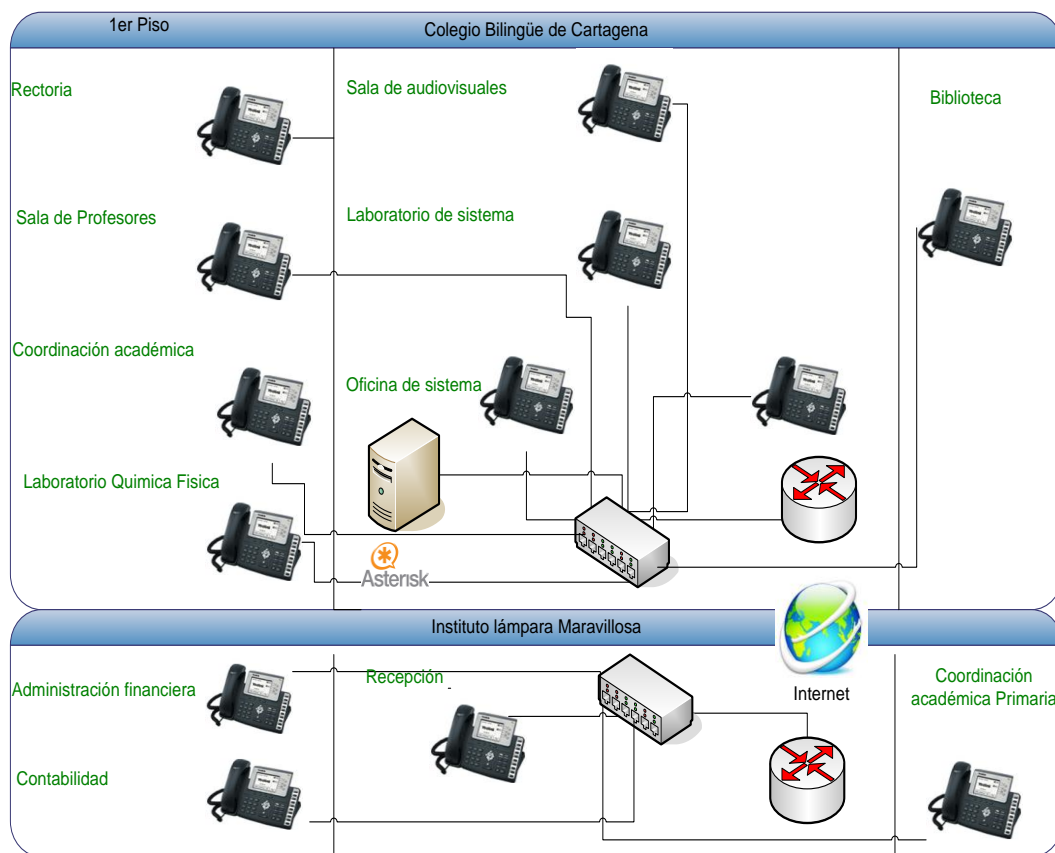 1er Piso
Colegio Bilingüe de Cartagena
Rectoria
Sala de audiovisuales
Biblioteca
Sala de Profesores
Laboratorio de sistema
Coordinación académica
Oficina de sistema
Laboratorio Quimica Fisica
Asterisk
Instituto lámpara Maravillosa
Administración financiera
Recepción
Internet
Coordinación
académica Primaria
Contabilidad